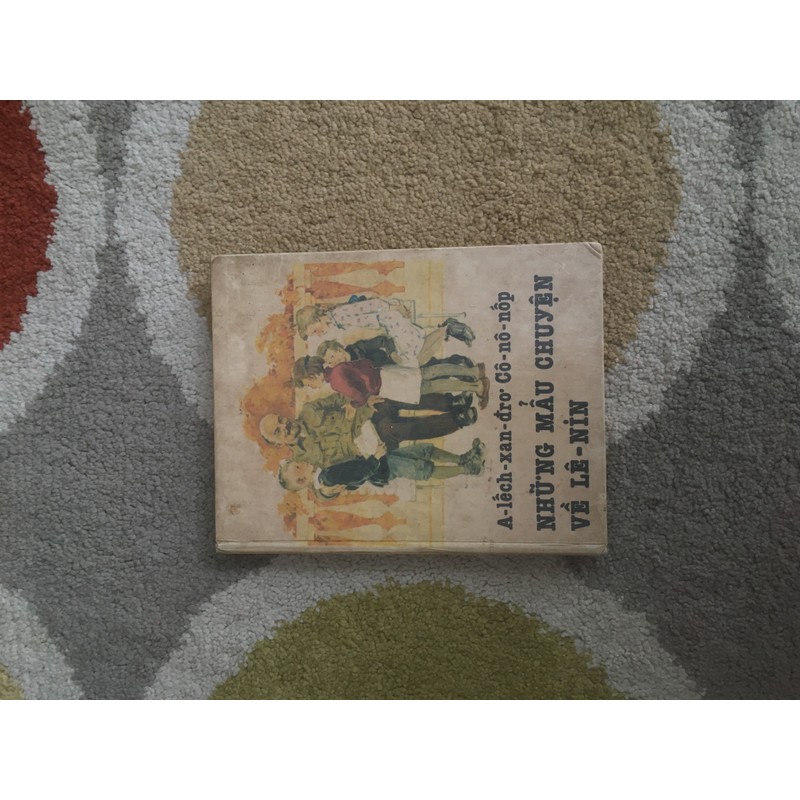 A-lếch-xan-đrơ Cô-nô-nốp
NHỮNG MẨU CHUYỆN
VỀ LÊ-NIN